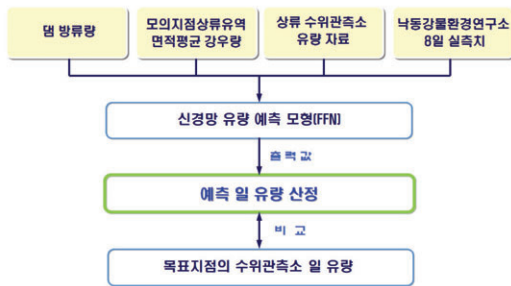 댐 방류량
모의지점상류유역
면적평균 강우량
상류 수위관측소
유량 자료
낙동강물환경연구소
8일 실측치
신경망 유량 예측 모형(FFN)
출력값
예측 일 유량 산정
비 교
목표지점의 수위관측소 일 유량